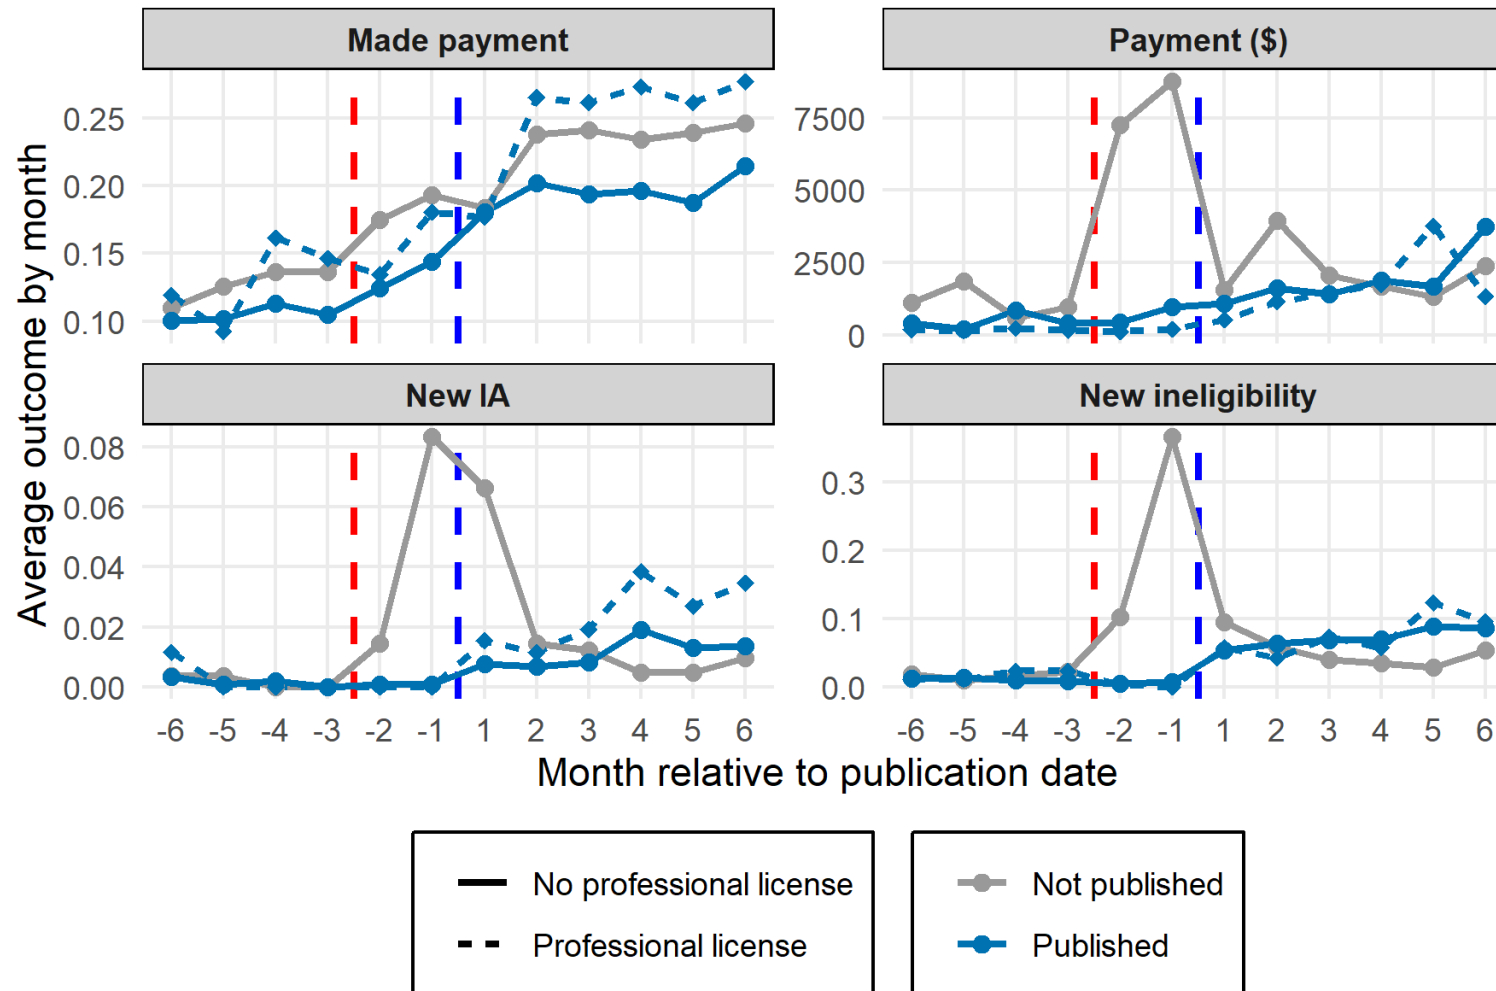 Made payment
Payment ($)
0.25
0.20
0.15
0.10
7500
5000
2500
0
New IA
New ineligibility
0.08
0.06
0.04
0.02
0.00
0.3
0.2
0.1
0.0
-6 -5 -4 -3 -2 -1 1 2 3 4 5 6
-6 -5 -4 -3 -2 -1 1 2 3 4 5 6
Average outcome by month
Month relative to publication date
No professional license
Professional license
Not published
Published